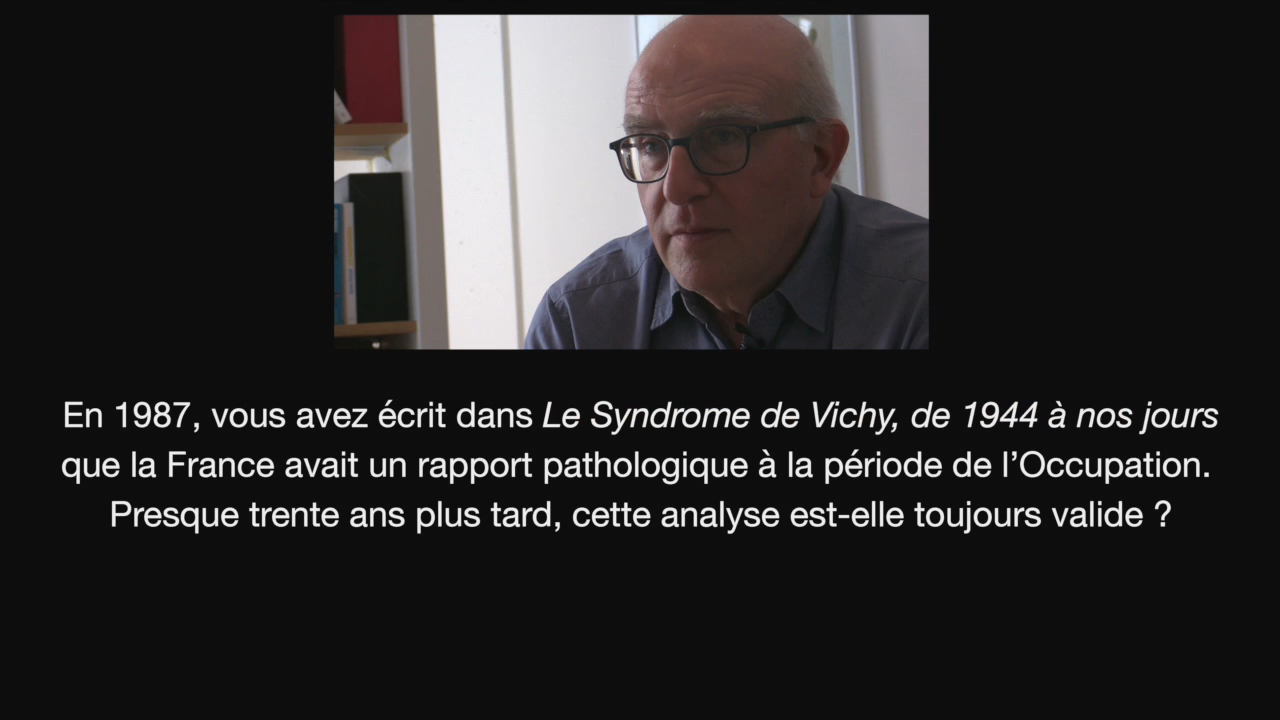 En 1987, vous avez écrit dans Le Syndrome de Vichy, de 1944 à nos jours
que la France avait un rapport pathologique à la période de l’Occupation.
Presque trente ans plus tard, cette analyse est-elle toujours valide ?